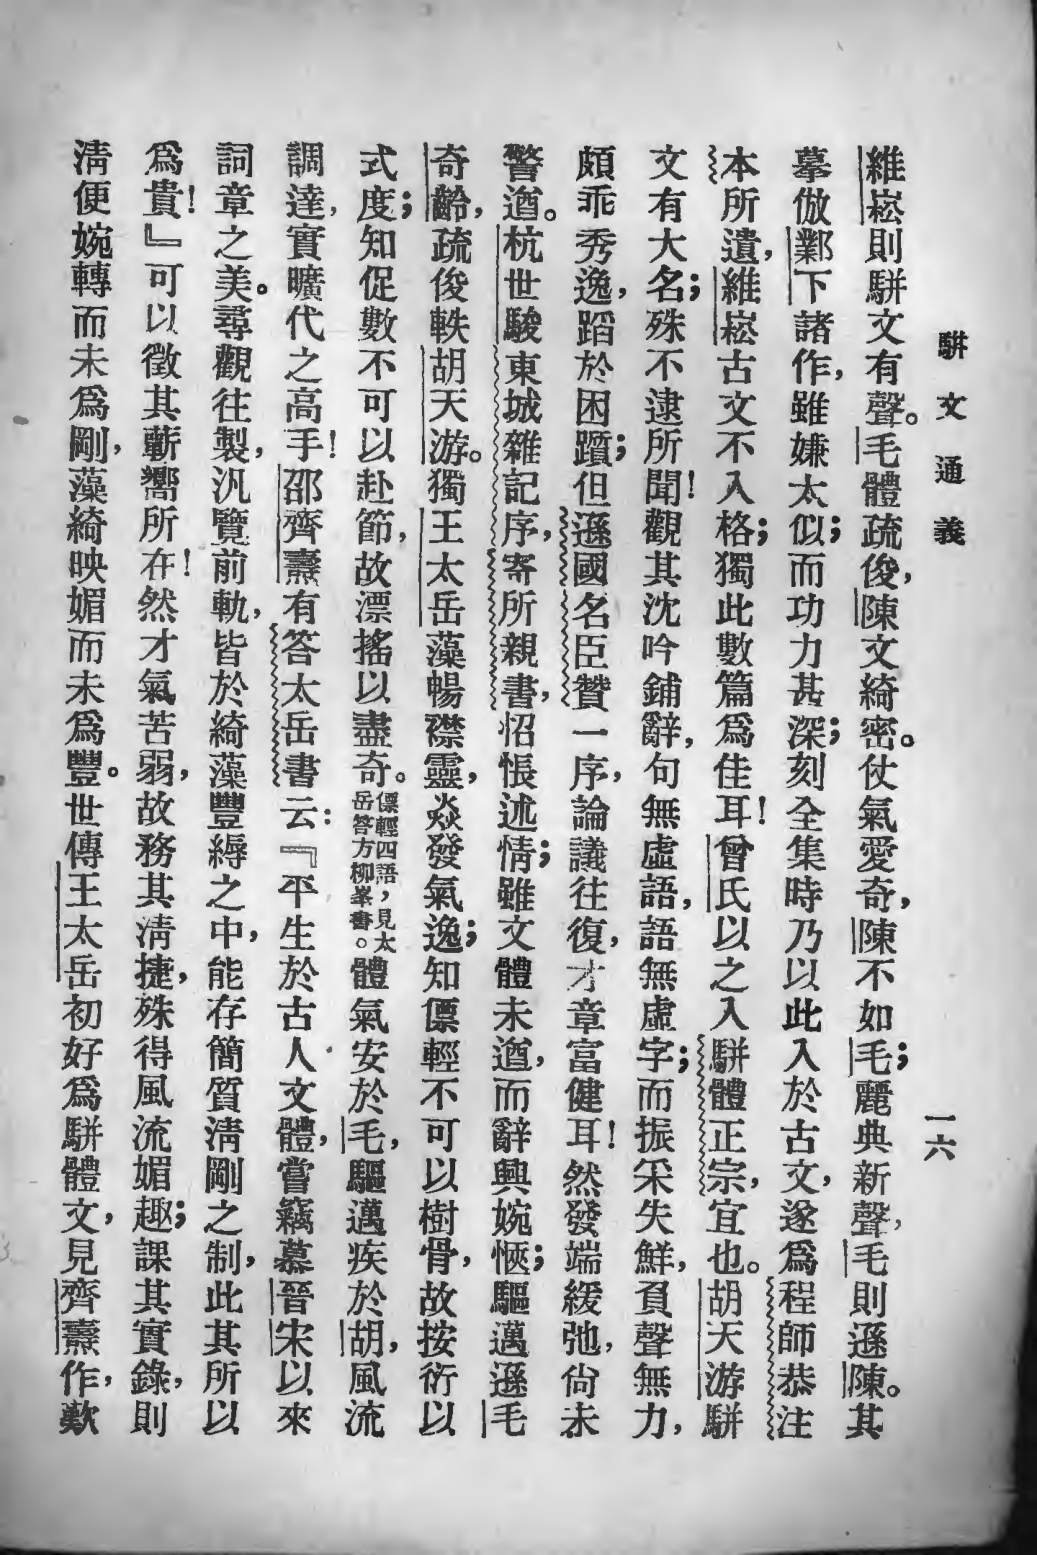 駢文通義
一六
維崧則駢文有聲。毛體疏俊，陳文綺密。仗氣愛奇，陳不如毛；麗典新聲，毛則遜陳。其
摹倣鄴下諸作，雖嫌太似；而功力甚深；刻全集時乃以此入於古文，遂爲程師恭注
本所遺，維崧古文不入格；獨此數篇爲佳耳！曾氏以之入駢體正宗，宜也。胡天游駢
文有大名；殊不逮所聞！觀其沈吟鋪辭，句無虛語，語無虛字；而振采失鮮，負聲無力，
頗乖秀逸，蹈於困躓；但遜國名臣贊一序，論議往復，才章富健耳！然發端緩弛，尙未
警遒。杭世駿東城雜記序，寄所親書，怊悵述情；雖文體未遒，而辭興婉愜；驅邁遜毛
奇齡，疏俊軼胡天游。獨王太岳藻暢襟靈，焱發氣逸；知儇輕不可以樹骨，故按衍以
式度；知促數不可以赴節，故漂搖以盡奇。儇輕四語，見太岳答方柳峯書。體氣安於毛，驅邁疾於胡，風流
調達，實曠代之高手！邵齊燾有答太岳書云：『平生於古人文體，嘗竊慕晉宋以來
詞章之美。尋觀往製，汎覽前軌，皆於綺藻豐縟之中，能存簡質淸剛之制，此其所以
爲貴！』可以徵其蘄嚮所在！然才氣苦弱，故務其淸捷，殊得風流媚趣；課其實錄，則
淸便婉轉而未爲剛，藻綺映媚而未爲豐。世傳王太岳初好爲駢體文，見齊燾作，歎